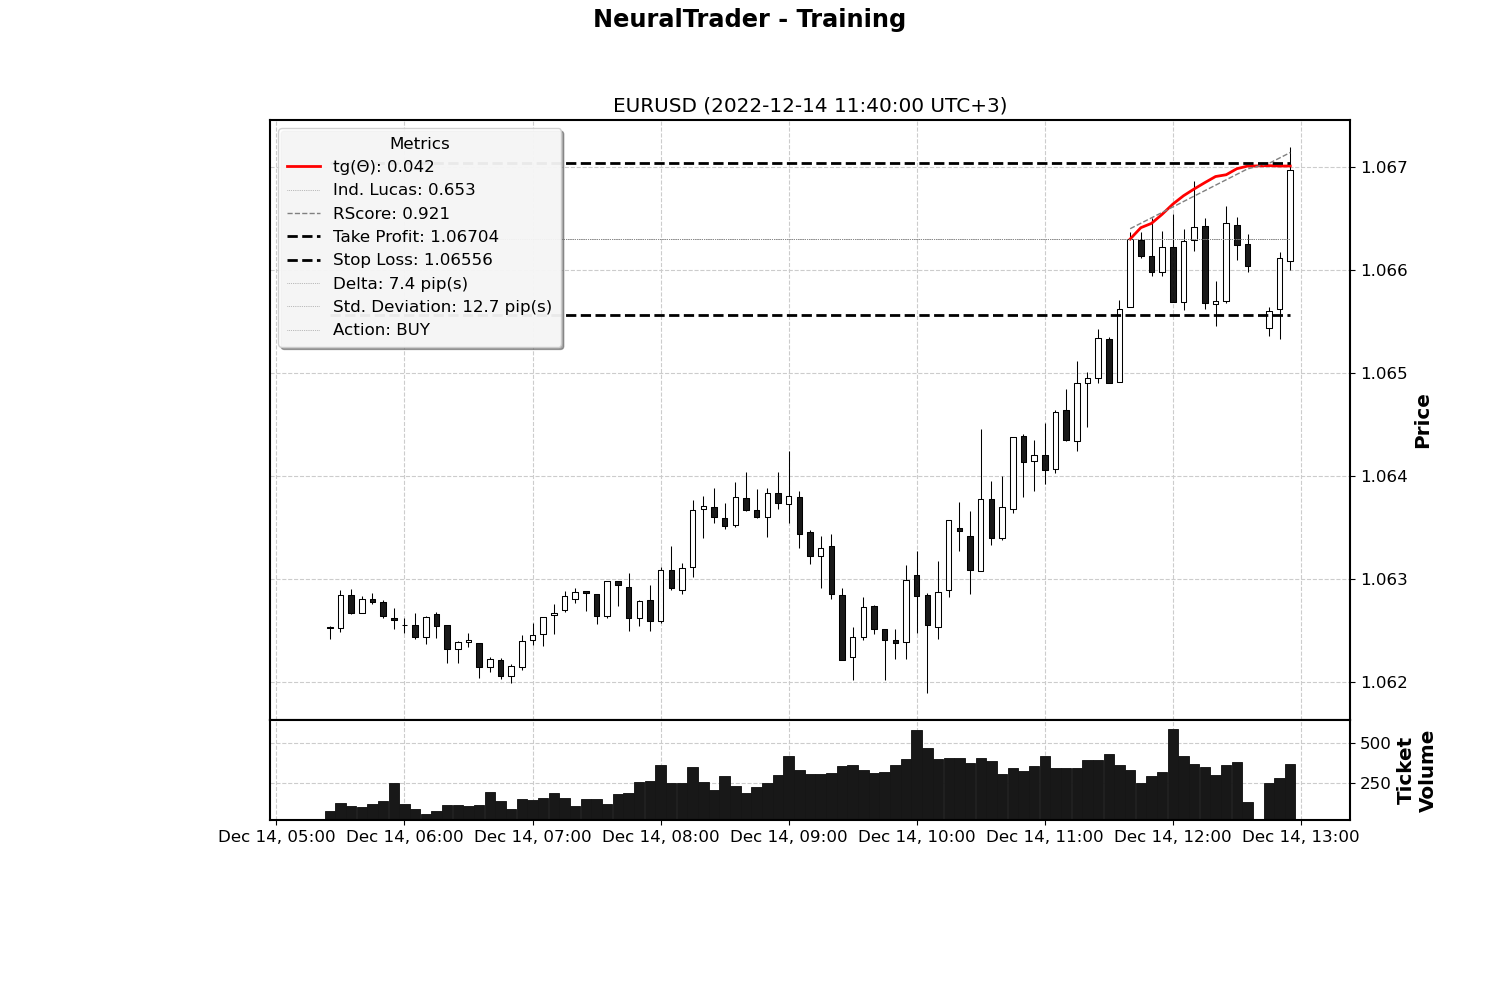 NeuralTrader - Training
EURUSD (2022-12-14 11:40:00 UTC+3)
Metrics
tg(Θ): 0.042
Ind. Lucas: 0.653
RScore: 0.921
Take Profit: 1.06704
Stop Loss: 1.06556
Delta: 7.4 pip(s)
Std. Deviation: 12.7 pip(s)
Action: BUY
1.067
1.066
1.065
1.064
1.063
1.062
Price
500
250
Ticket
Volume
Dec 14, 05:00 Dec 14, 06:00 Dec 14, 07:00 Dec 14, 08:00 Dec 14, 09:00 Dec 14, 10:00 Dec 14, 11:00 Dec 14, 12:00 Dec 14, 13:00